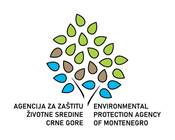 AGENCIJA ZA ZAŠTITU
ŽIVOTNE SREDINE
CRNE GORE
ENVIRONMENTAL
PROTECTION AGENCY
OF MONTENEGRO